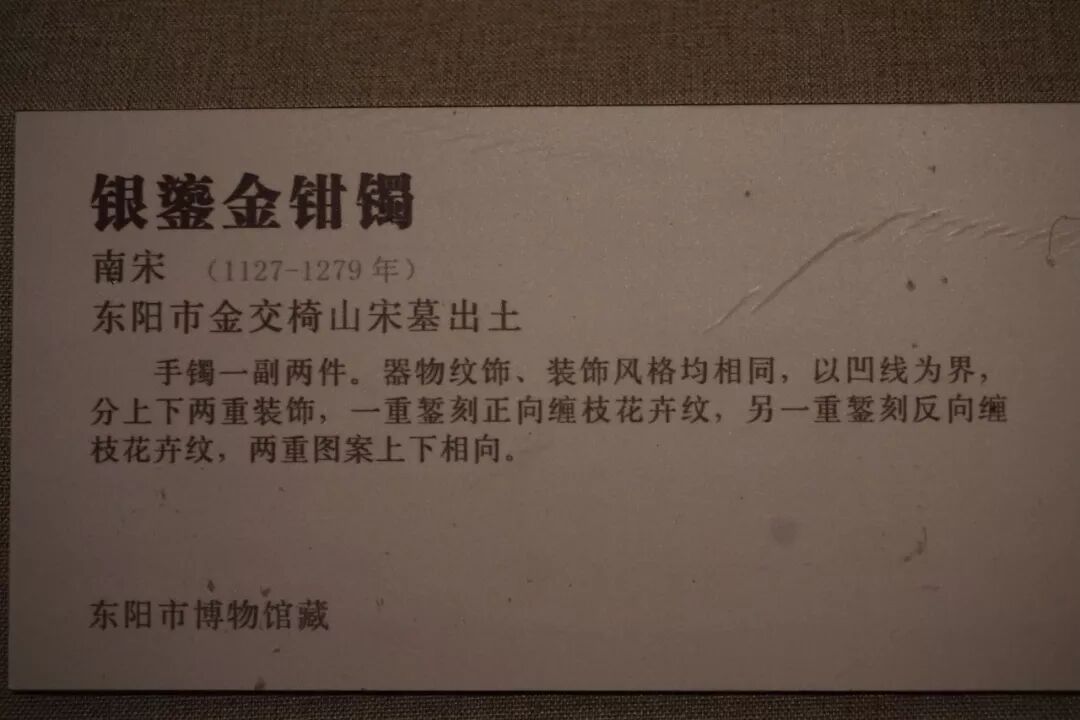 银鎏金钳镯
南宋 （1127-1279 年）
东阳市金交椅山宋墓出土
手镯一副两件。器物纹饰、装饰风格均相同，以凹线为界，
分上下两重装饰，一重錾刻正向缠枝花卉纹，另一重錾刻反向缠
枝花卉纹，两重图案上下相向。
东阳市博物馆藏